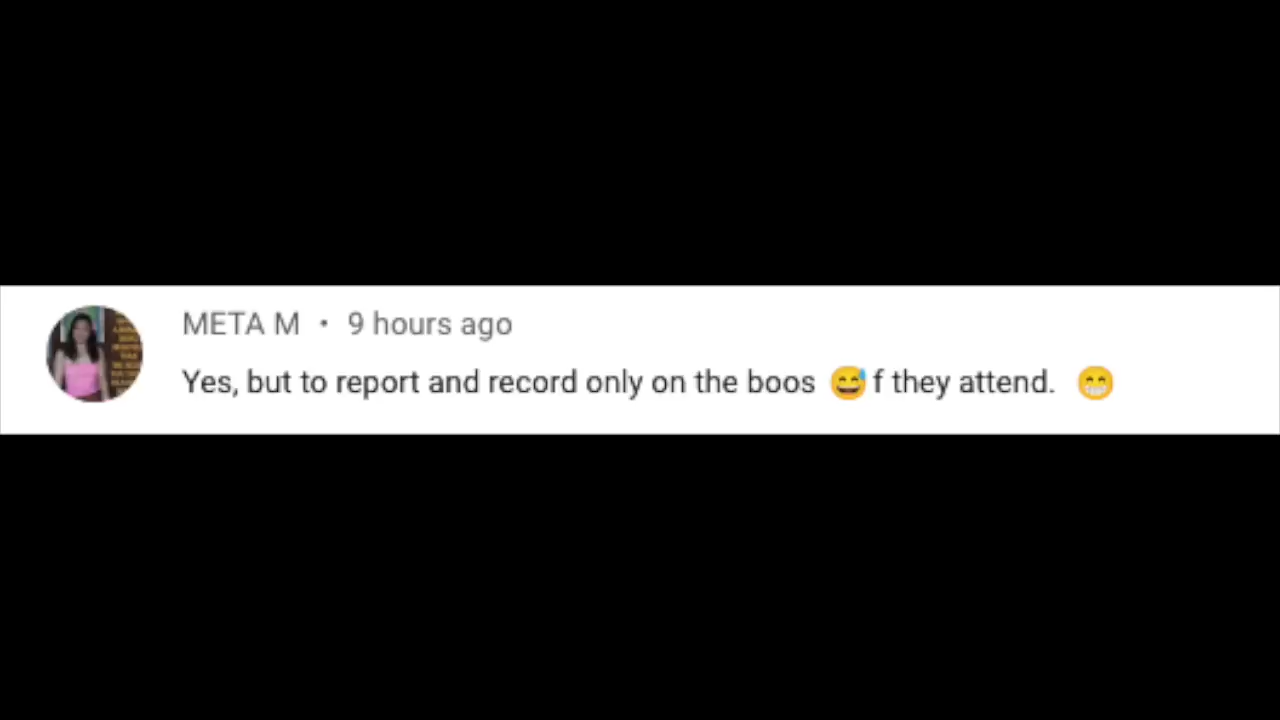 META M • 9 hours ago
Yes, but to report and record only on the boos 😅 f they attend. 😁